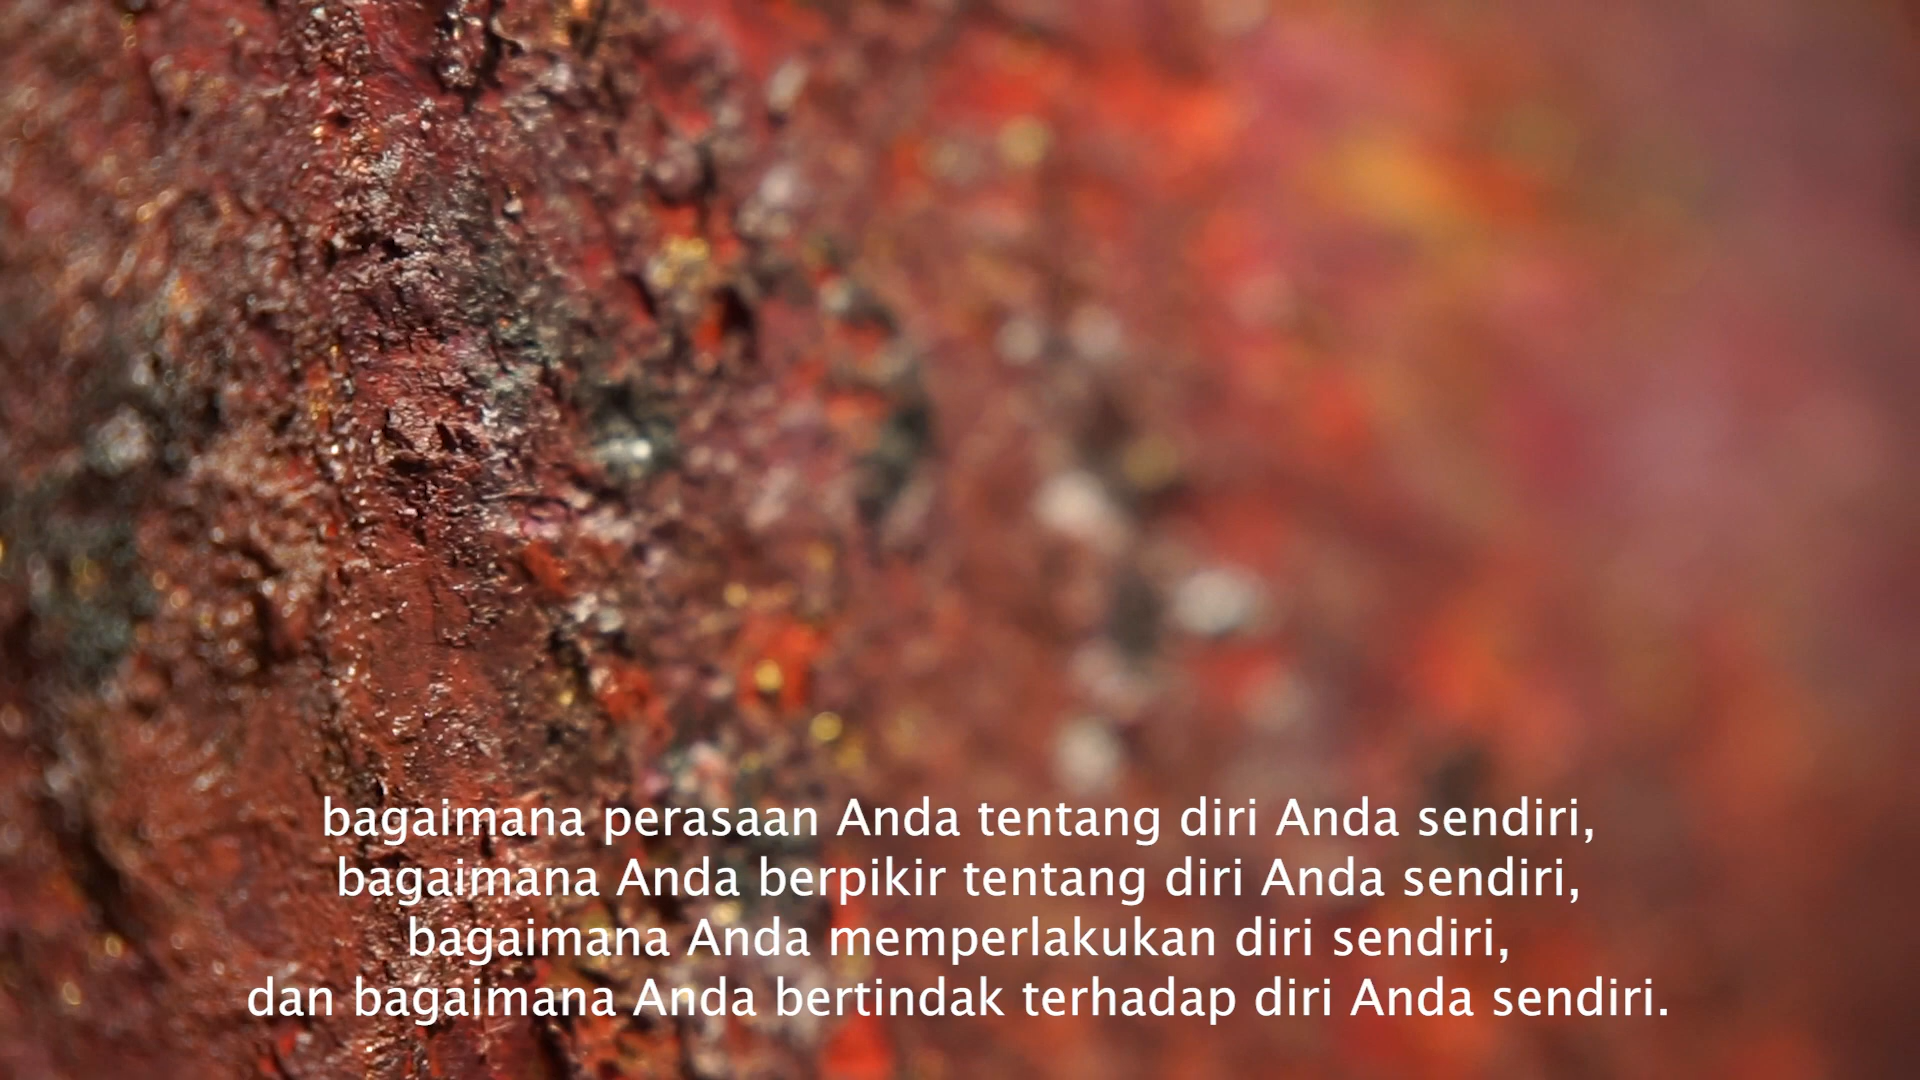 bagaimana perasaan Anda tentang diri Anda sendiri,
bagaimana Anda berpikir tentang diri Anda sendiri,
bagaimana Anda memperlakukan diri sendiri,
dan bagaimana Anda bertindak terhadap diri Anda sendiri.